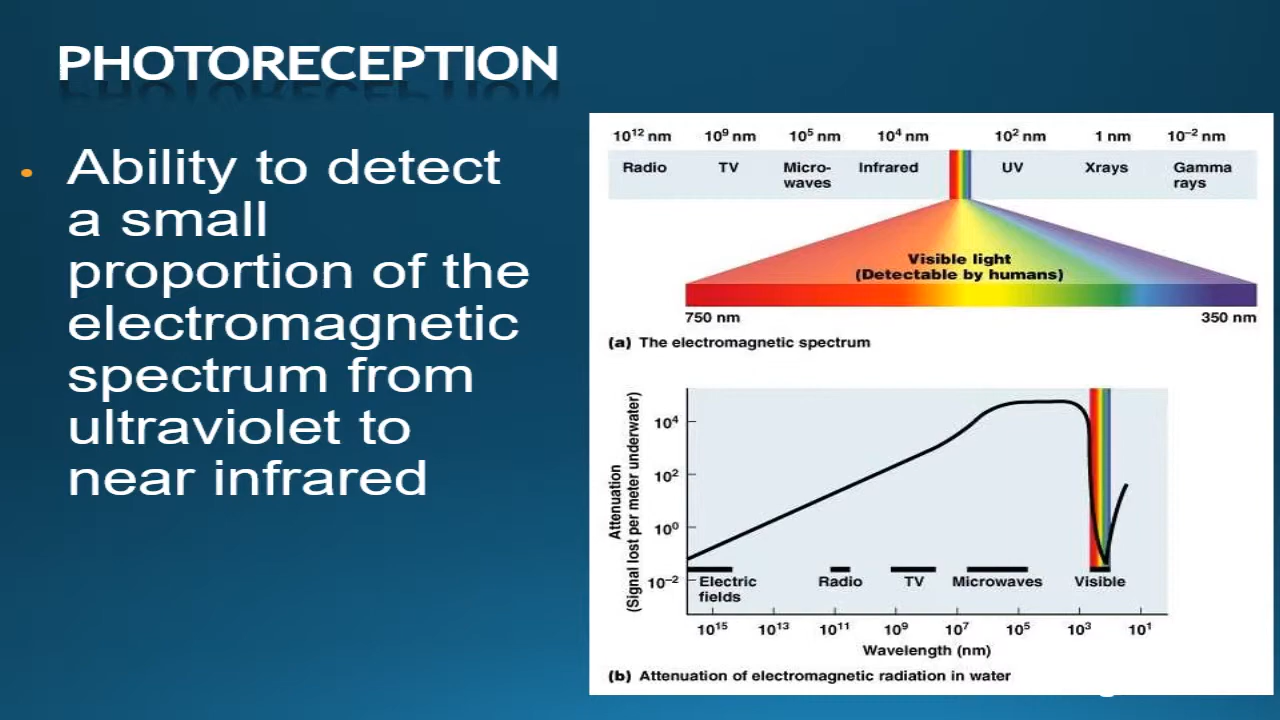 PHOTORECEPTION
• Ability to detect
a small
proportion of the
electromagnetic
spectrum from
ultraviolet to
near infrared
10¹² nm 10⁹ nm 10⁵ nm 10⁴ nm 10² nm 1 nm 10⁻² nm
Radio TV Micro- Infrared UV Xrays Gamma
waves rays
Visible light
(Detectable by humans)
750 nm 350 nm
(a) The electromagnetic spectrum
Attenuation
(Signal lost per meter underwater)
10⁴
10²
10⁰
10⁻²
Electric Radio TV Microwaves Visible
fields
10¹⁵ 10¹³ 10¹¹ 10⁹ 10⁷ 10⁵ 10³ 10¹
Wavelength (nm)
(b) Attenuation of electromagnetic radiation in water